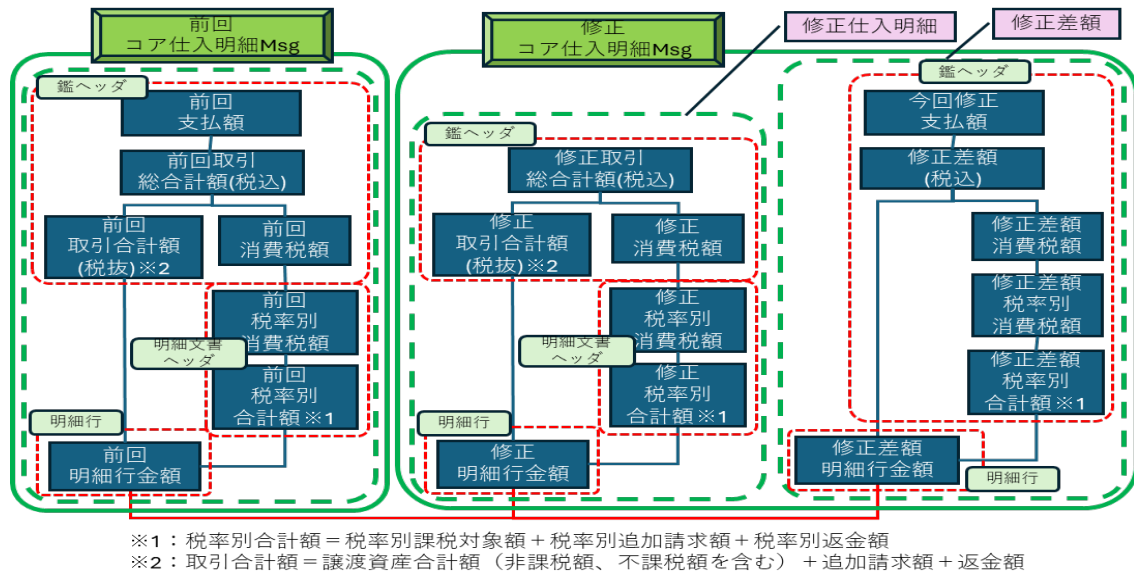 前回
コア仕入明細Msg
修正
コア仕入明細Msg
修正仕入明細
修正差額
鑑ヘッダ
前回
支払額
前回取引
総合計額(税込)
前回
取引合計額
(税抜)※2
前回
消費税額
前回
税率別
消費税額
明細文書
ヘッダ
前回
税率別
合計額※1
明細行
前回
明細行金額
鑑ヘッダ
修正取引
総合計額(税込)
修正
取引合計額
(税抜)※2
修正
消費税額
修正
税率別
消費税額
明細文書
ヘッダ
修正
税率別
合計額※1
明細行
修正
明細行金額
鑑ヘッダ
今回修正
支払額
修正差額
(税込)
修正差額
消費税額
修正差額
税率別
消費税額
修正差額
税率別
合計額※1
修正差額
明細行金額
明細行
※1：税率別合計額＝税率別課税対象額＋税率別追加請求額＋税率別返金額
※2：取引合計額＝譲渡資産合計額（非課税額、不課税額を含む）＋追加請求額＋返金額